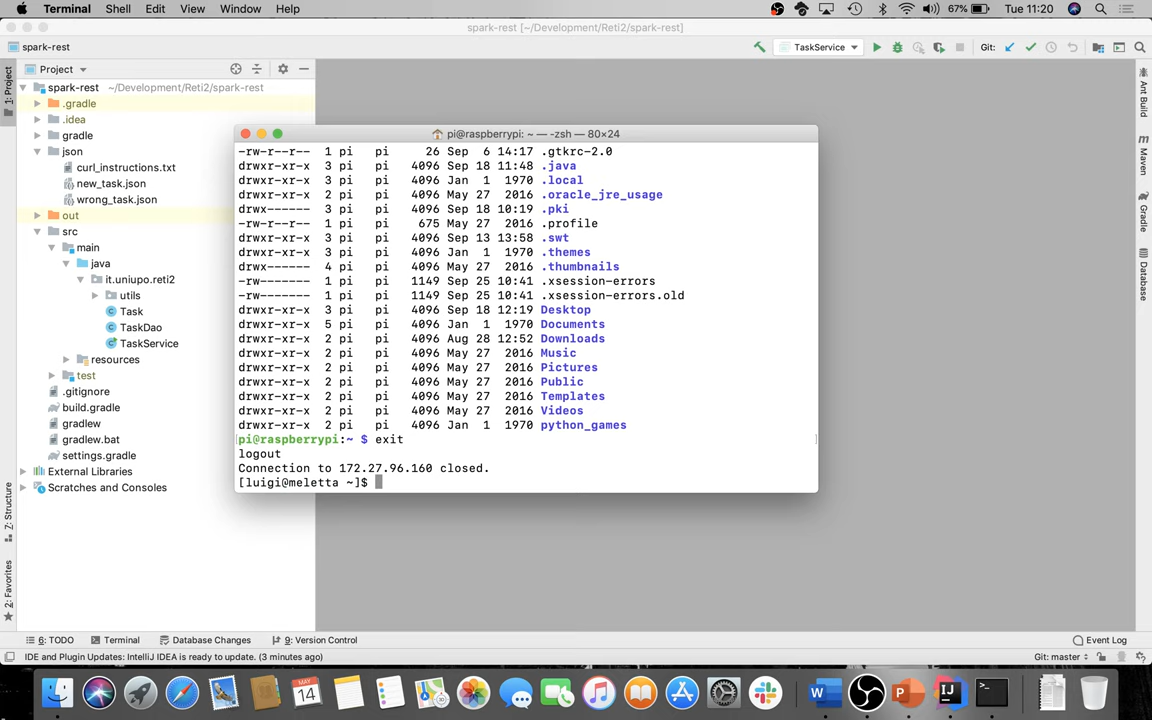 Terminal Shell Edit View Window Help 67% Tue 11:20
spark-rest [~/Development/Reti2/spark-rest]
spark-rest TaskService Git:
Project
spark-rest ~/Development/Reti2/spark-rest
.gradle
.idea
gradle
json
curl_instructions.txt
new_task.json
wrong_task.json
out
src
main
java
it.uniupo.reti2
utils
Task
TaskDao
TaskService
resources
test
.gitignore
build.gradle
gradlew
gradlew.bat
settings.gradle
External Libraries
Scratches and Consoles
1: Project
7: Structure
2: Favorites
Ant Build
Maven
Gradle
Database
pi@raspberrypi: ~ — -zsh — 80×24
-rw-r--r-- 1 pi pi 26 Sep 6 14:17 .gtkrc-2.0
drwxr-xr-x 3 pi pi 4096 Sep 18 11:48 .java
drwxr-xr-x 3 pi pi 4096 Jan 1 1970 .local
drwxr-xr-x 2 pi pi 4096 May 27 2016 .oracle_jre_usage
drwx------ 3 pi pi 4096 Sep 18 10:19 .pki
-rw-r--r-- 1 pi pi 675 May 27 2016 .profile
drwxr-xr-x 2 pi pi 4096 Sep 13 13:58 .swt
drwxr-xr-x 3 pi pi 4096 Jan 1 1970 .themes
drwx------ 4 pi pi 4096 May 27 2016 .thumbnails
-rw------- 1 pi pi 1149 Sep 25 10:41 .xsession-errors
-rw------- 1 pi pi 1149 Sep 25 10:41 .xsession-errors.old
drwxr-xr-x 3 pi pi 4096 Sep 18 12:19 Desktop
drwxr-xr-x 5 pi pi 4096 Jan 1 1970 Documents
drwxr-xr-x 2 pi pi 4096 Aug 28 12:52 Downloads
drwxr-xr-x 2 pi pi 4096 May 27 2016 Music
drwxr-xr-x 2 pi pi 4096 May 27 2016 Pictures
drwxr-xr-x 2 pi pi 4096 May 27 2016 Public
drwxr-xr-x 2 pi pi 4096 May 27 2016 Templates
drwxr-xr-x 2 pi pi 4096 May 27 2016 Videos
drwxr-xr-x 2 pi pi 4096 Jan 1 1970 python_games
pi@raspberrypi:~ $ exit
logout
Connection to 172.27.96.160 closed.
[luigi@meletta ~]$
6: TODO Terminal Database Changes 9: Version Control Event Log
IDE and Plugin Updates: IntelliJ IDEA is ready to update. (3 minutes ago) Git: master
MAY
14
W
P
IJ
>_